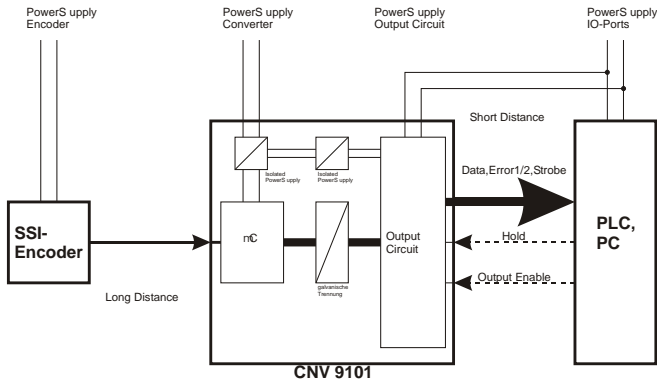 PowerS upply
Encoder
PowerS upply
Converter
PowerS upply
Output Circuit
PowerS upply
IO-Ports
Short Distance
Isolated
PowerS upply
Isolated
PowerS upply
Data,Error1/2,Strobe
SSI-
Encoder
mC
Output
Circuit
PLC,
PC
Hold
Output Enable
Long Distance
galvanische
Trennung
CNV 9101